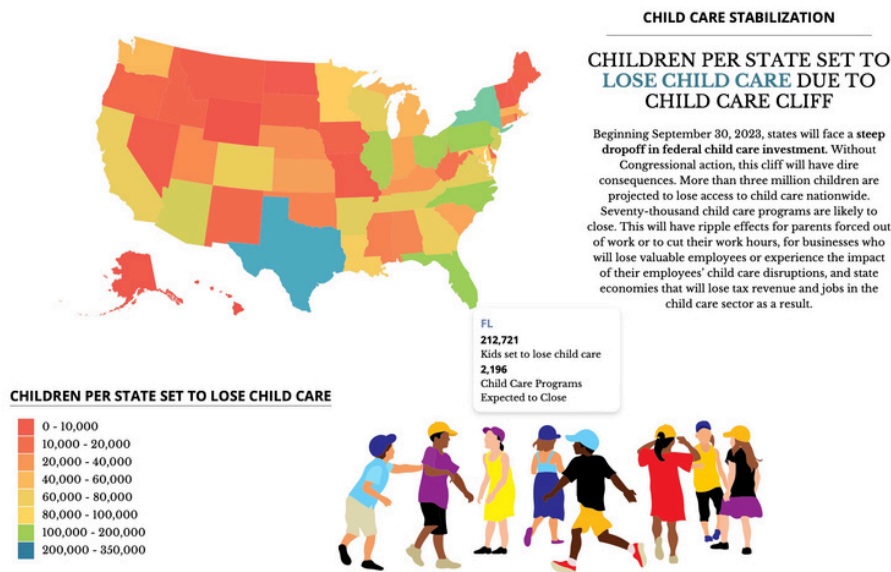 CHILD CARE STABILIZATION
CHILDREN PER STATE SET TO
LOSE CHILD CARE DUE TO
CHILD CARE CLIFF
Beginning September 30, 2023, states will face a steep
dropoff in federal child care investment. Without
Congressional action, this cliff will have dire
consequences. More than three million children are
projected to lose access to child care nationwide.
Seventy-thousand child care programs are likely to
close. This will have ripple effects for parents forced out
of work or to cut their work hours, for businesses who
will lose valuable employees or experience the impact
of their employees' child care disruptions, and state
economies that will lose tax revenue and jobs in the
child care sector as a result.
FL
212,721
Kids set to lose child care
2,196
Child Care Programs
Expected to Close
CHILDREN PER STATE SET TO LOSE CHILD CARE
0 - 10,000
10,000 - 20,000
20,000 - 40,000
40,000 - 60,000
60,000 - 80,000
80,000 - 100,000
100,000 - 200,000
200,000 - 350,000